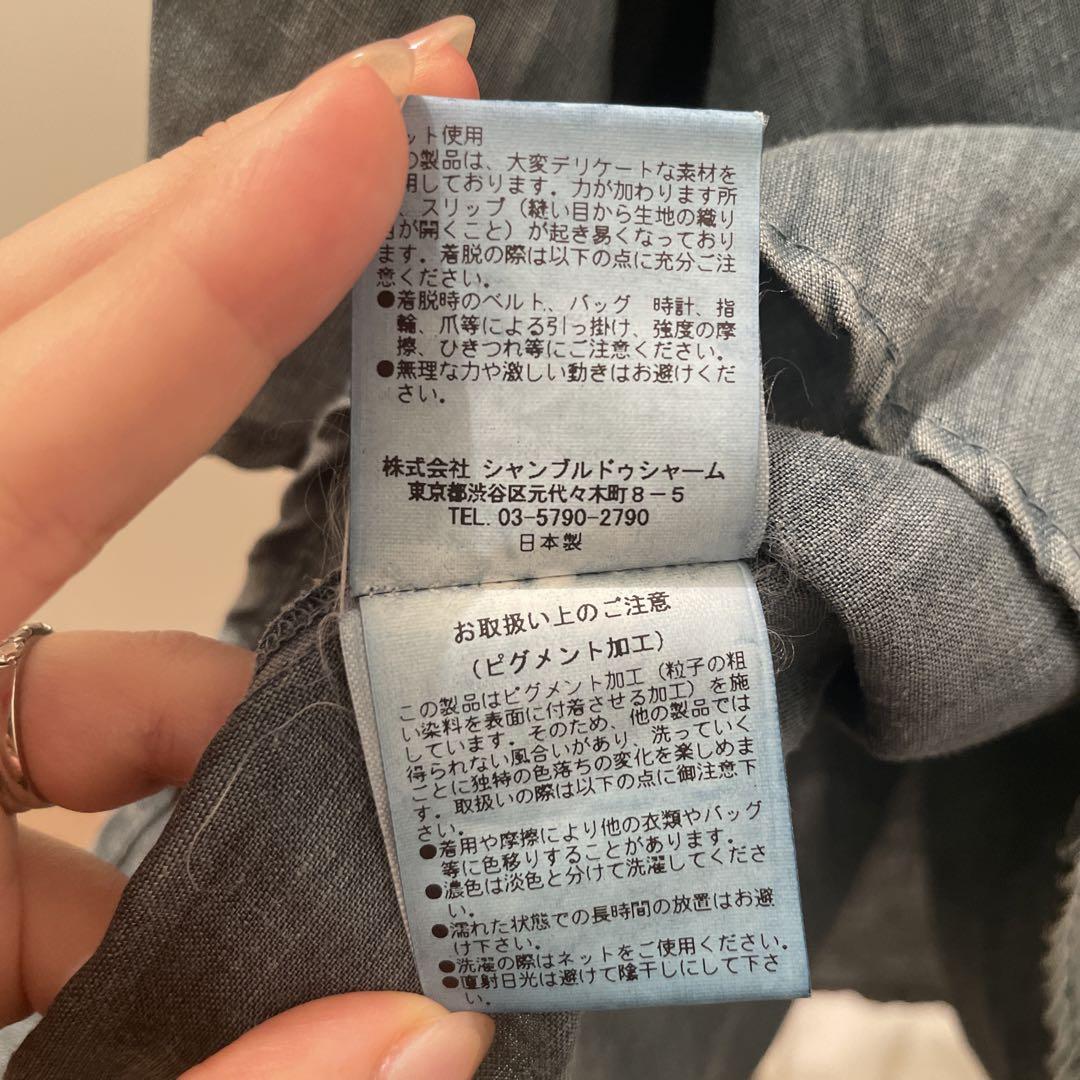 ット使用
の製品は、大変デリケートな素材を
用しております。力が加わります所
、スリップ（縫い目から生地の織り
目が開くこと）が起き易くなっており
ます。着脱の際は以下の点に充分ご注
意ください。
●着脱時のベルト、バッグ　時計、指
輪、爪等による引っ掛け、強度の摩
擦、ひきつれ等にご注意ください。
●無理な力や激しい動きはお避けくだ
さい。
株式会社 シャンブルドゥシャーム
東京都渋谷区元代々木町８－５
TEL. 03-5790-2790
日本製
お取扱い上のご注意
（ピグメント加工）
この製品はピグメント加工（粒子の粗
い染料を表面に付着させる加工）を施
しています。そのため、他の製品では
得られない風合いがあり　洗っていく
ごとに独特の色落ちの変化を楽しめま
す。取扱いの際は以下の点に御注意下
さい。
●着用や摩擦により他の衣類やバッグ
等に色移りすることがあります。
●濃色は淡色と分けて洗濯してくださ
い。
●濡れた状態での長時間の放置はお避
け下さい。
●洗濯の際はネットをご使用ください。
●直射日光は避けて陰干しにして下さ
い。